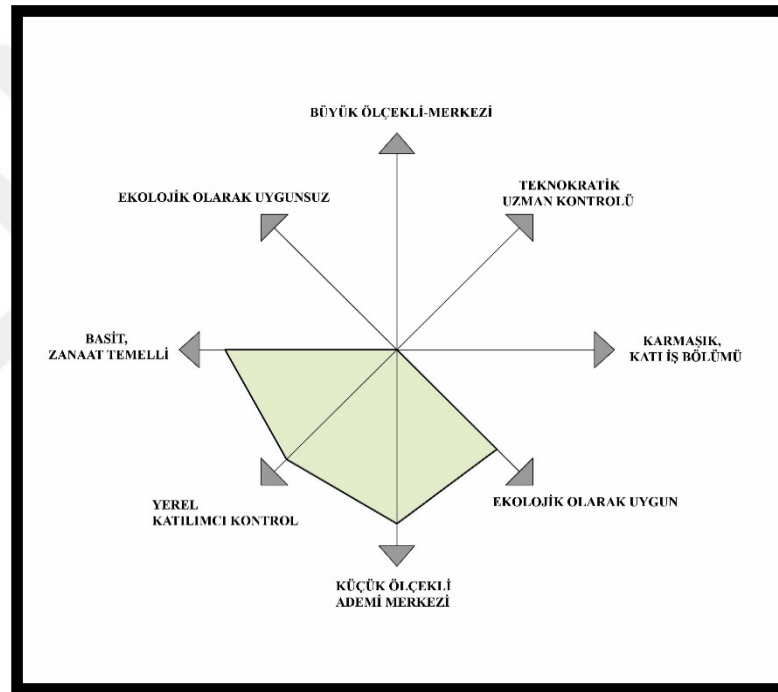 BÜYÜK ÖLÇEKLİ-MERKEZİ
EKOLOJİK OLARAK UYGUNSUZ
TEKNOKRATİK
UZMAN KONTROLÜ
BASİT,
ZANAAT TEMELLİ
KARMAŞIK,
KATI İŞ BÖLÜMÜ
YEREL
KATILIMCI KONTROL
EKOLOJİK OLARAK UYGUN
KÜÇÜK ÖLÇEKLİ
ADEMİ MERKEZİ